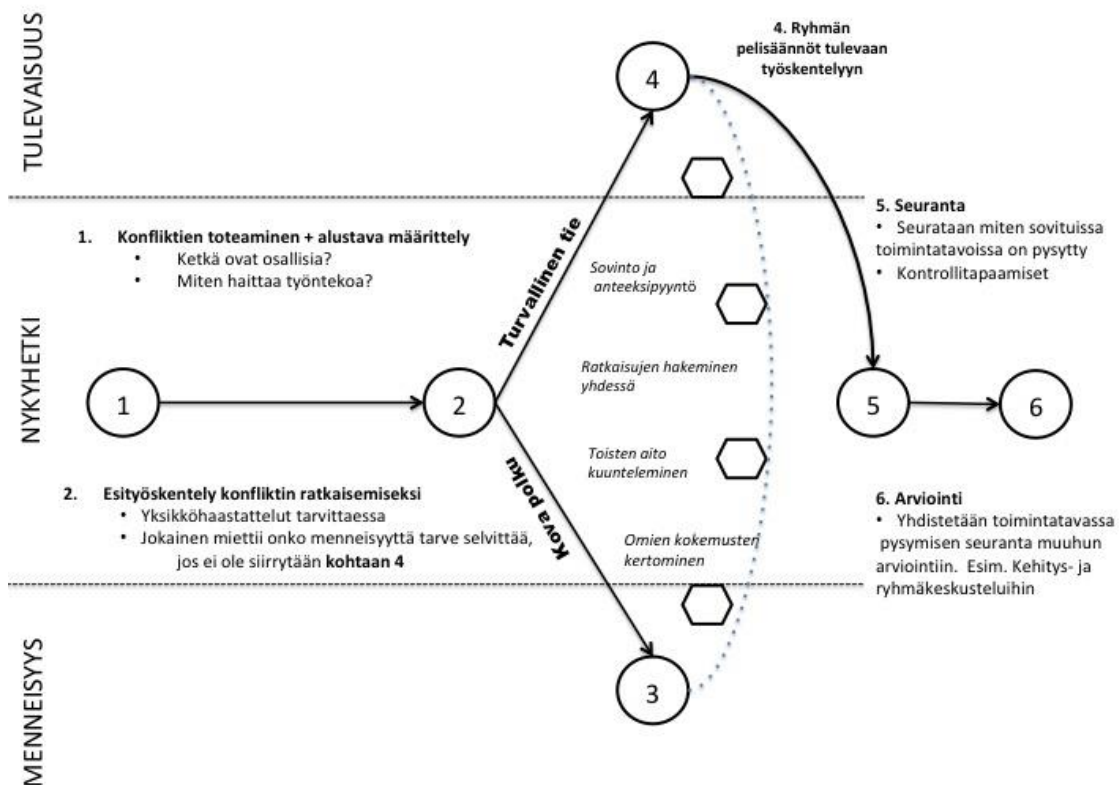 TULEVAISUUS
NYKYHETKI
MENNEISYYS
4. Ryhmän
pelisäännöt tulevaan
työskentelyyn
4
1. Konfliktien toteaminen + alustava määrittely
• Ketkä ovat osallisia?
• Miten haittaa työntekoa?
Turvallinen tie
Sovinto ja
anteeksipyyntö
5. Seuranta
• Seurataan miten sovituissa
toimintatavoissa on pysytty
• Kontrollitapaamiset
Ratkaisujen hakeminen
yhdessä
1
2
5
6
Toisten aito
kuunteleminen
Kova polku
2. Esityöskentely konfliktin ratkaisemiseksi
• Yksikköhaastattelut tarvittaessa
• Jokainen miettii onko menneisyyttä tarve selvittää,
jos ei ole siirrytään kohtaan 4
Omien kokemusten
kertominen
6. Arviointi
• Yhdistetään toimintatavassa
pysymisen seuranta muuhun
arviointiin. Esim. Kehitys- ja
ryhmäkeskusteluihin
3